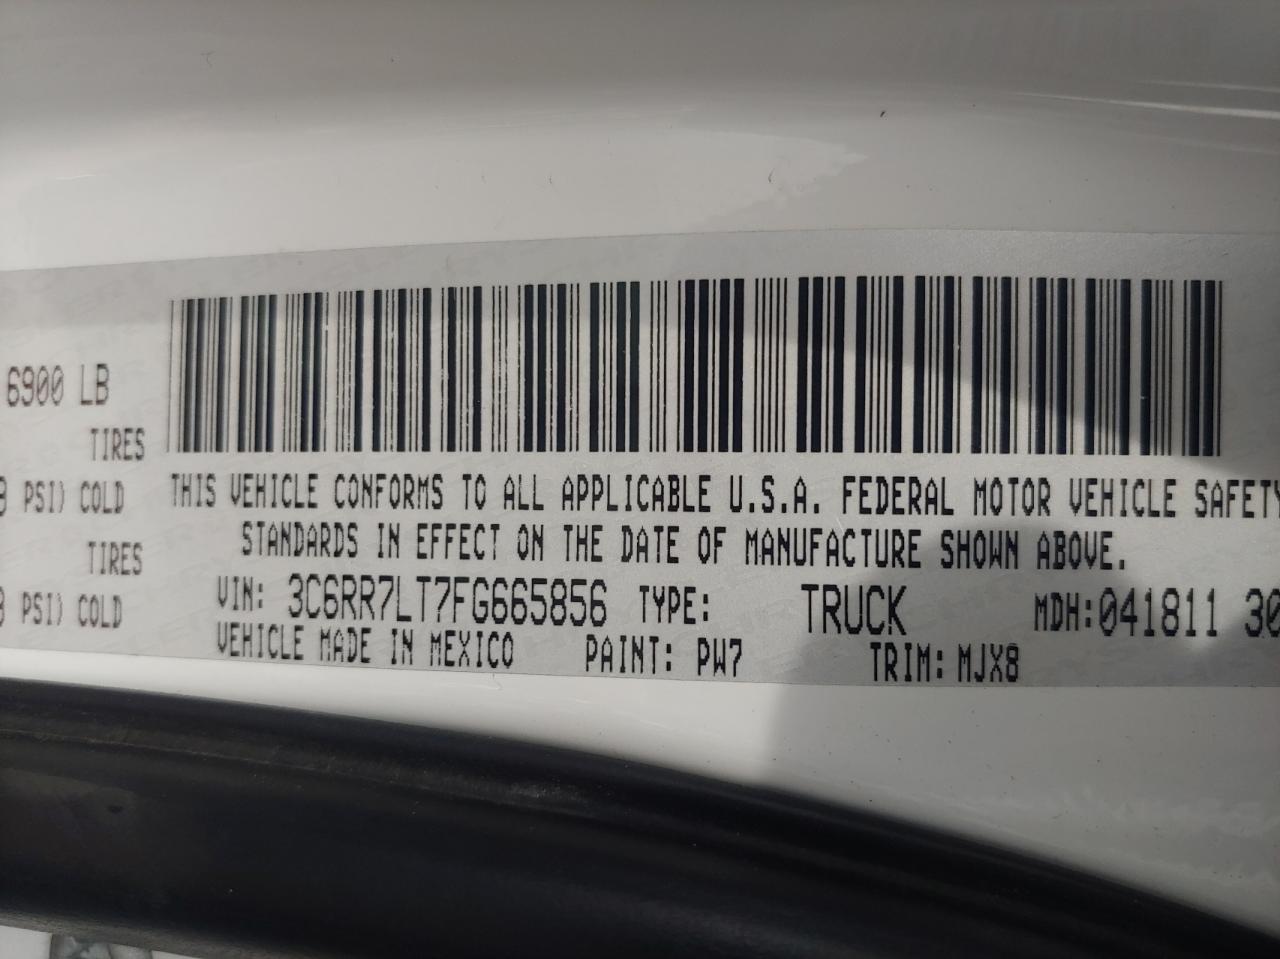 6900 LB
TIRES
PSI) COLD
TIRES
PSI) COLD
THIS VEHICLE CONFORMS TO ALL APPLICABLE U.S.A. FEDERAL MOTOR VEHICLE SAFETY
STANDARDS IN EFFECT ON THE DATE OF MANUFACTURE SHOWN ABOVE.
VIN: 3C6RR7LT7FG665856 TYPE: TRUCK MDH:041811 30
VEHICLE MADE IN MEXICO PAINT: PW7 TRIM: MJX8